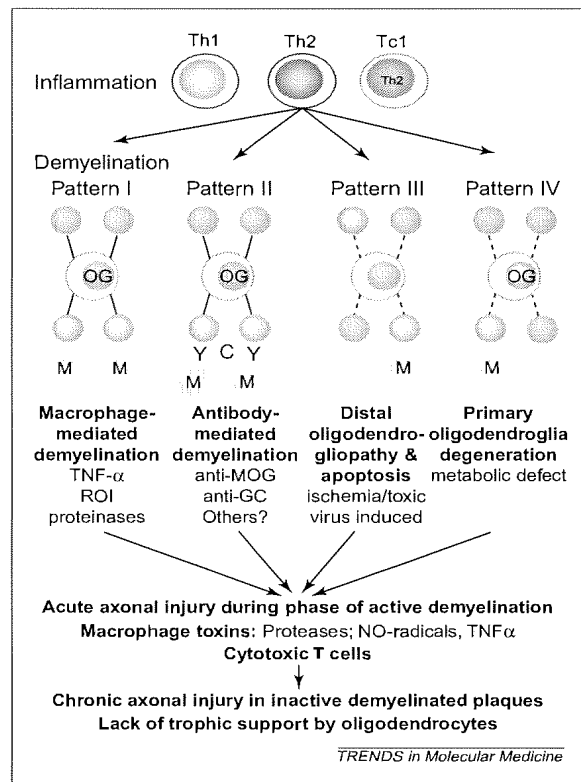 Th1 Th2 Tc1
Inflammation
Th2
Demyelination
Pattern I Pattern II Pattern III Pattern IV
OG OG OG
Y C Y
M M M M M M
Macrophage- Antibody- Distal Primary
mediated mediated oligodendro- oligodendroglia
demyelination demyelination gliopathy & degeneration
TNF-α anti-MOG apoptosis metabolic defect
ROI anti-GC ischemia/toxic
proteinases Others? virus induced
Acute axonal injury during phase of active demyelination
Macrophage toxins: Proteases; NO-radicals, TNFα
Cytotoxic T cells
Chronic axonal injury in inactive demyelinated plaques
Lack of trophic support by oligodendrocytes
TRENDS in Molecular Medicine